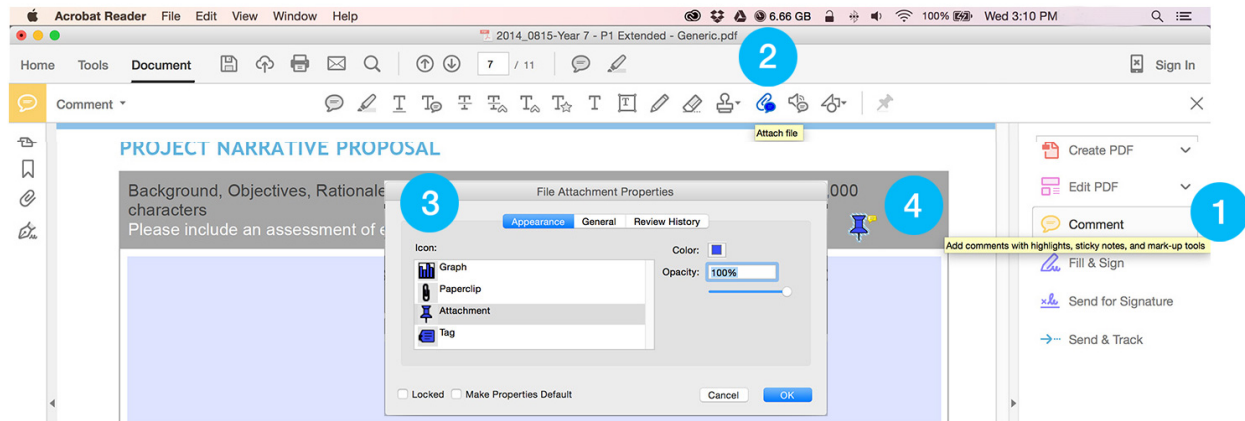 Acrobat Reader File Edit View Window Help 6.66 GB 100% Wed 3:10 PM
2014_0815-Year 7 - P1 Extended - Generic.pdf
Home Tools Document 7 / 11 Sign In
2
Comment
Attach file
PROJECT NARRATIVE PROPOSAL
Background, Objectives, Rationale ,000
characters
Please include an assessment of
3
File Attachment Properties
Appearance General Review History
Icon:
Graph
Paperclip
Attachment
Tag
Color:
Opacity: 100%
Locked Make Properties Default
Cancel OK
4
Create PDF
Edit PDF
Comment
1
Add comments with highlights, sticky notes, and mark-up tools
Fill & Sign
Send for Signature
Send & Track